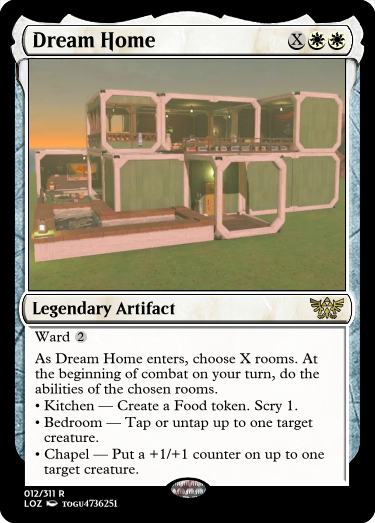 Dream Home X
Legendary Artifact
Ward 2
As Dream Home enters, choose X rooms. At
the beginning of combat on your turn, do the
abilities of the chosen rooms.
• Kitchen — Create a Food token. Scry 1.
• Bedroom — Tap or untap up to one target
creature.
• Chapel — Put a +1/+1 counter on up to one
target creature.
012/311 R
LOZ TOGU4736251